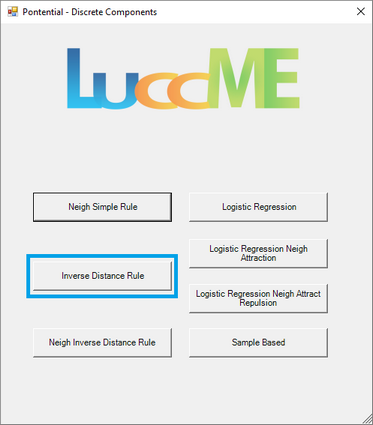 Pontential - Discrete Components
LuccME
Neigh Simple Rule
Logistic Regression
Logistic Regression Neigh
Attraction
Inverse Distance Rule
Logistic Regression Neigh Attract
Repulsion
Neigh Inverse Distance Rule
Sample Based